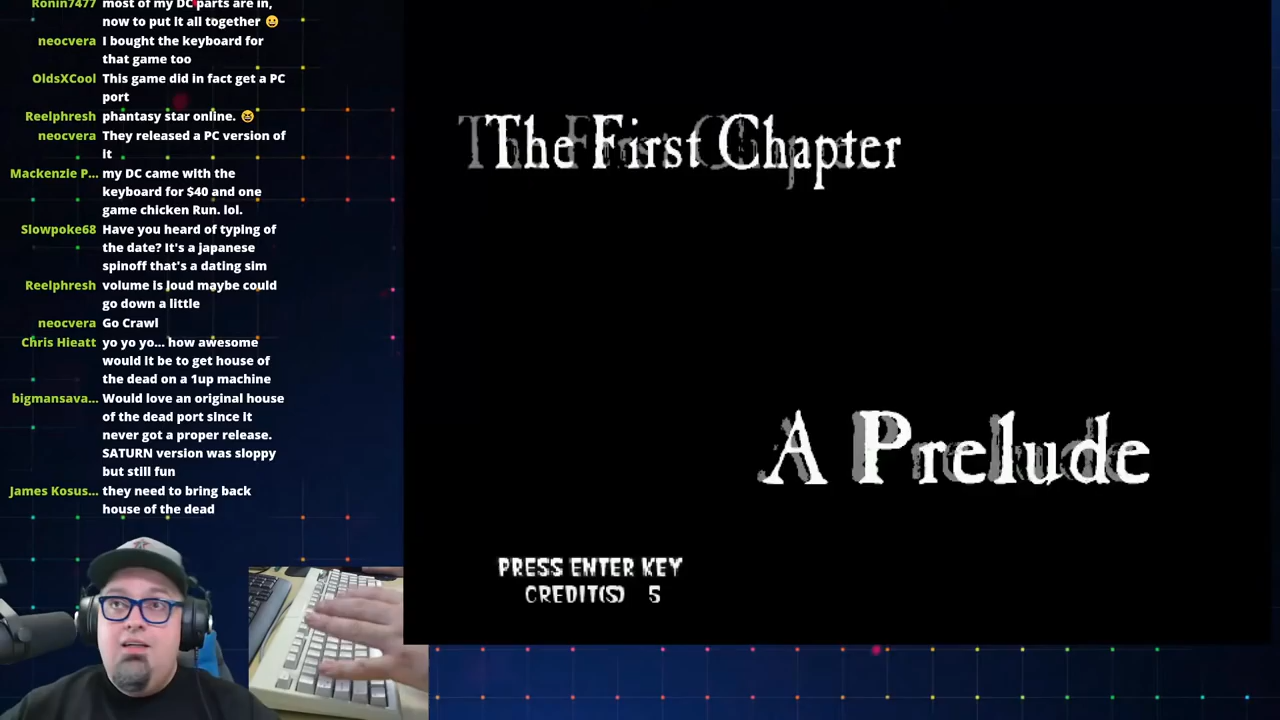 Ronin7477 most of my DC parts are in,
now to put it all together 😀
neocvera I bought the keyboard for
that game too
OldsXCool This game did in fact get a PC
port
Reelphresh phantasy star online. 😆
neocvera They released a PC version of
it
Mackenzie P... my DC came with the
keyboard for $40 and one
game chicken Run. lol.
Slowpoke68 Have you heard of typing of
the date? It's a japanese
spinoff that's a dating sim
Reelphresh volume is loud maybe could
go down a little
neocvera Go Crawl
Chris Hieatt yo yo yo... how awesome
would it be to get house of
the dead on a 1up machine
bigmansava... Would love an original house
of the dead port since it
never got a proper release.
SATURN version was sloppy
but still fun
James Kosus... they need to bring back
house of the dead
The First Chapter
A Prelude
PRESS ENTER KEY
CREDIT(S) 5